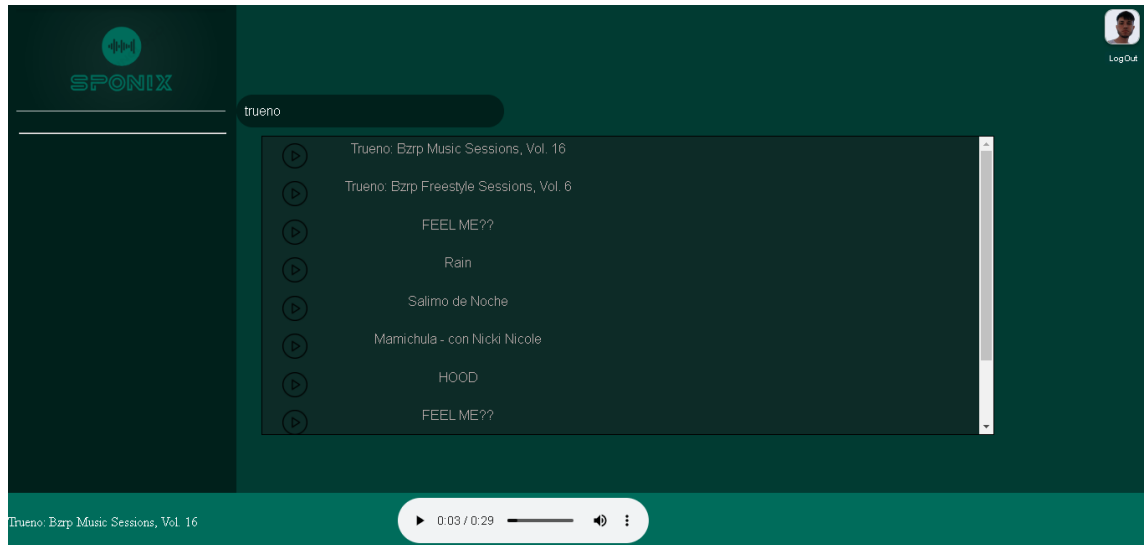 SPONIX
LogOut
trueno
Trueno: Bzrp Music Sessions, Vol. 16
Trueno: Bzrp Freestyle Sessions, Vol. 6
FEEL ME??
Rain
Salimo de Noche
Mamichula - con Nicki Nicole
HOOD
FEEL ME??
Trueno: Bzrp Music Sessions, Vol. 16
0:03 / 0:29